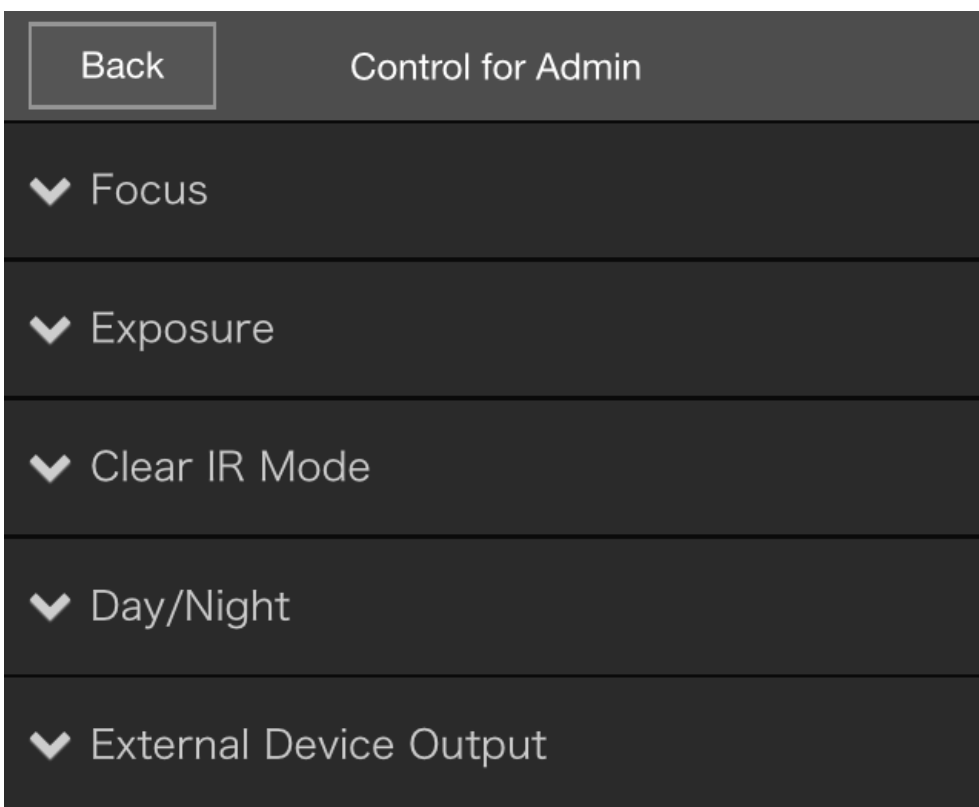 Back
Control for Admin
Focus
Exposure
Clear IR Mode
Day/Night
External Device Output